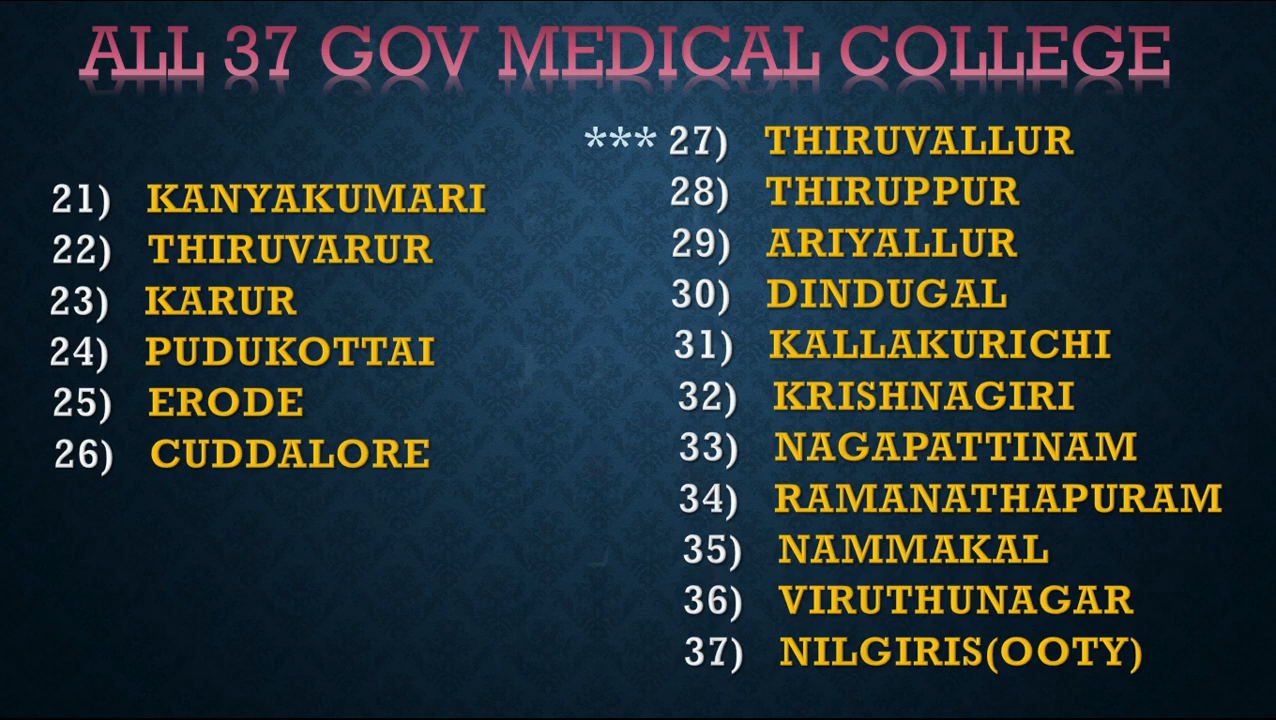 ALL 37 GOV MEDICAL COLLEGE
21) KANYAKUMARI
22) THIRUVARUR
23) KARUR
24) PUDUKOTTAI
25) ERODE
26) CUDDALORE
*** 27) THIRUVALLUR
28) THIRUPPUR
29) ARIYALLUR
30) DINDUGAL
31) KALLAKURICHI
32) KRISHNAGIRI
33) NAGAPATTINAM
34) RAMANATHAPURAM
35) NAMMAKAL
36) VIRUTHUNAGAR
37) NILGIRIS(OOTY)